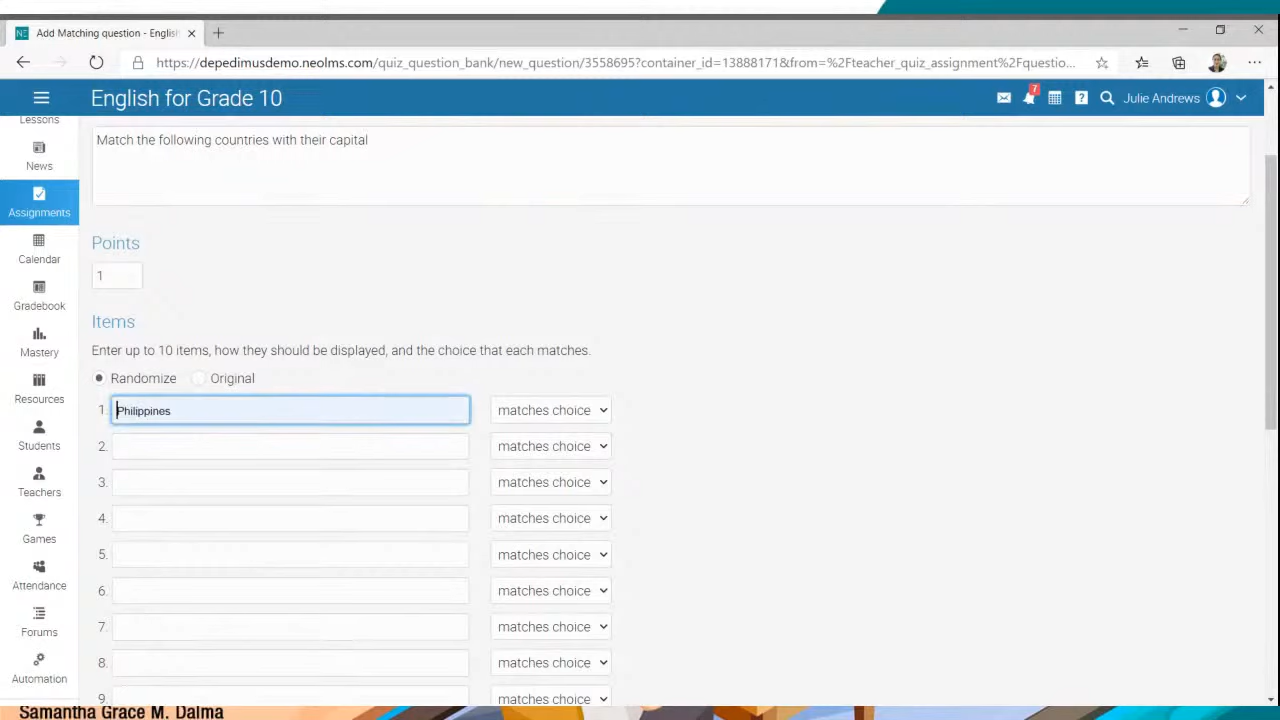 Add Matching question - Englis
https://depedimusdemo.neolms.com/quiz_question_bank/new_question/3558695?container_id=13888171&from=%2Fteacher_quiz_assignment%2Fquestio...
English for Grade 10
7
Julie Andrews
Lessons
News
Assignments
Calendar
Gradebook
Mastery
Resources
Students
Teachers
Games
Attendance
Forums
Automation
Match the following countries with their capital
Points
1
Items
Enter up to 10 items, how they should be displayed, and the choice that each matches.
Randomize Original
1. Philippines matches choice
2. matches choice
3. matches choice
4. matches choice
5. matches choice
6. matches choice
7. matches choice
8. matches choice
9. matches choice
Samantha Grace M. Dalma